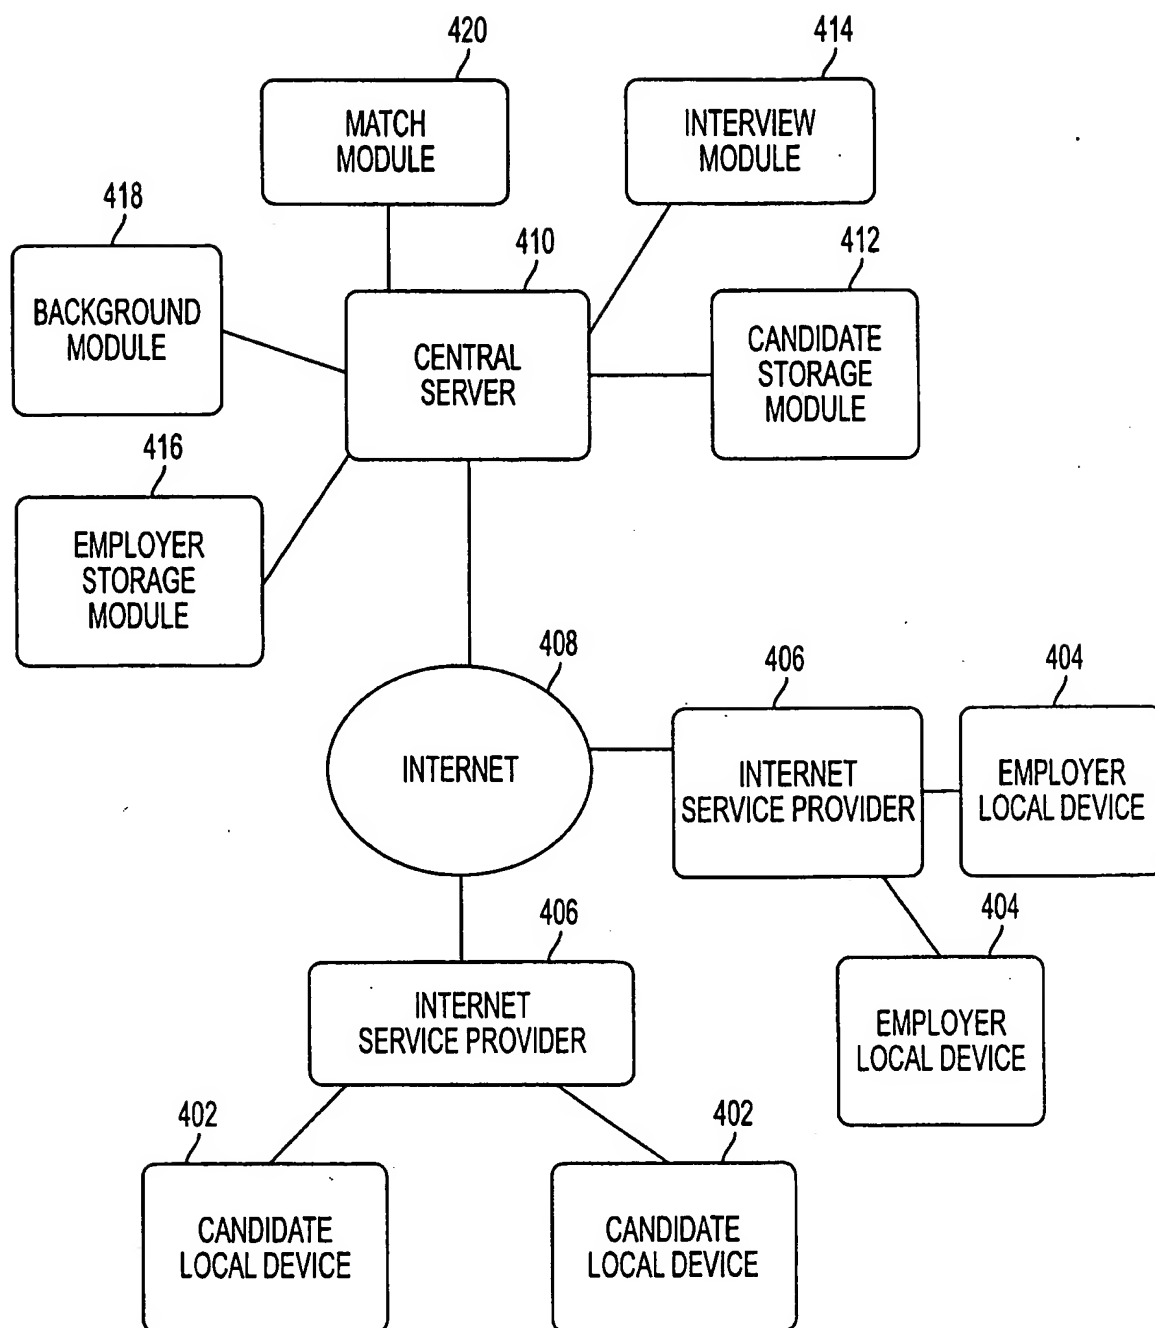 420
MATCH
MODULE
414
INTERVIEW
MODULE
418
BACKGROUND
MODULE
410
CENTRAL
SERVER
412
CANDIDATE
STORAGE
MODULE
416
EMPLOYER
STORAGE
MODULE
408
INTERNET
406
INTERNET
SERVICE PROVIDER
404
EMPLOYER
LOCAL DEVICE
404
EMPLOYER
LOCAL DEVICE
406
INTERNET
SERVICE PROVIDER
402
CANDIDATE
LOCAL DEVICE
402
CANDIDATE
LOCAL DEVICE